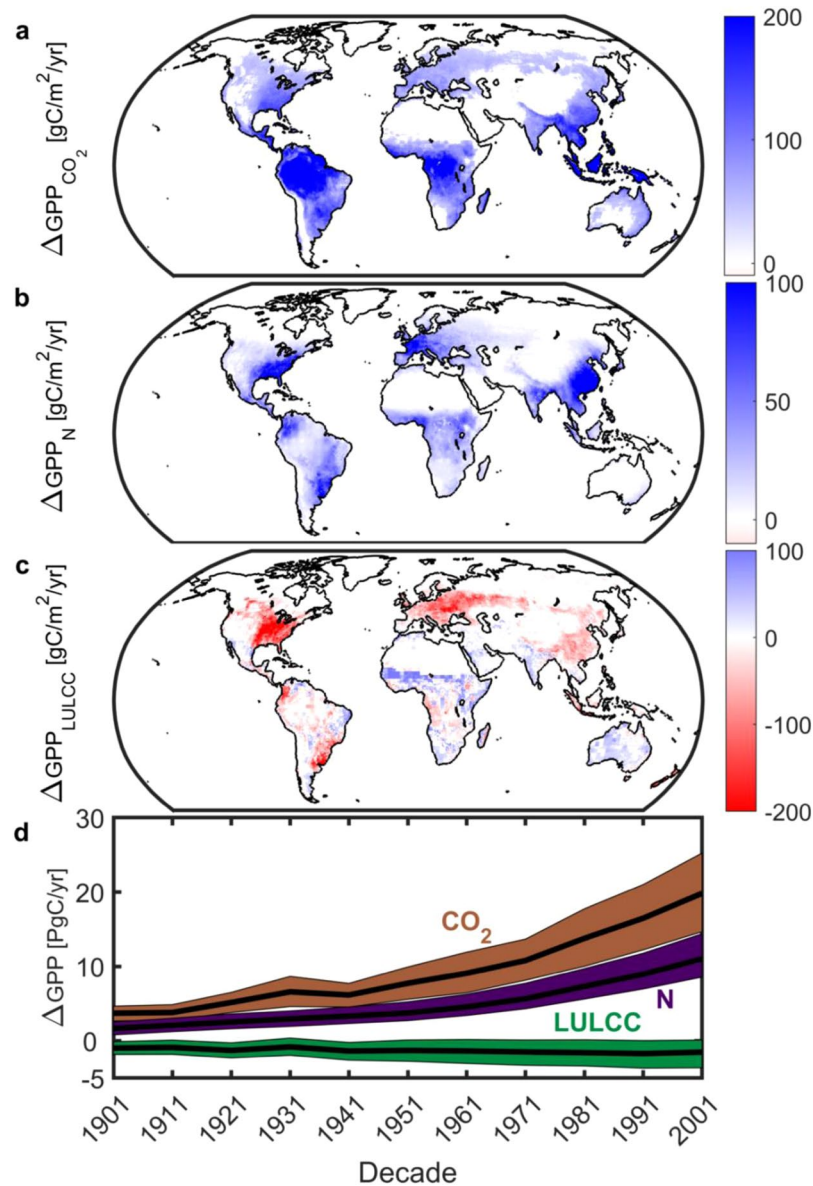 a
ΔGPP_CO₂ [gC/m²/yr]
200
100
0
b
ΔGPP_N [gC/m²/yr]
100
50
0
c
ΔGPP_LULCC [gC/m²/yr]
100
0
-100
-200
d
ΔGPP [PgC/yr]
30
20
10
0
-5
CO₂
N
LULCC
1901 1911 1921 1931 1941 1951 1961 1971 1981 1991 2001
Decade